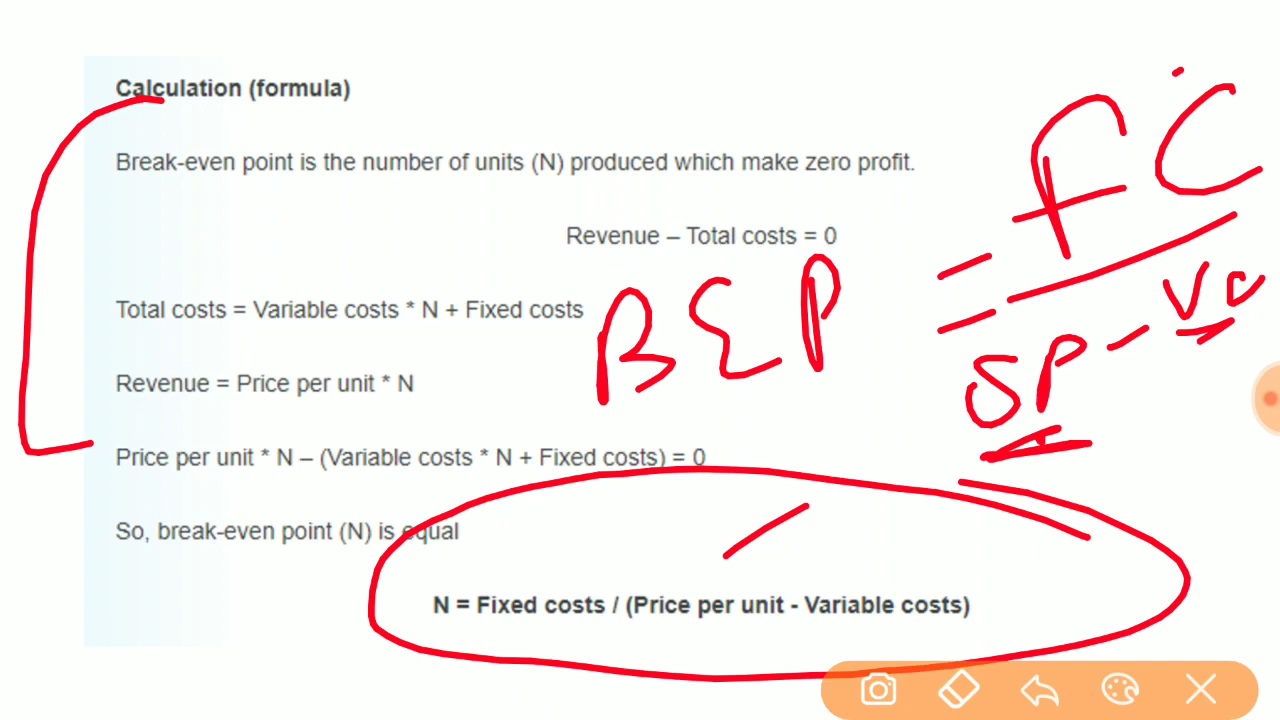 Calculation (formula)
Break-even point is the number of units (N) produced which make zero profit.
Revenue – Total costs = 0
Total costs = Variable costs * N + Fixed costs
Revenue = Price per unit * N
Price per unit * N – (Variable costs * N + Fixed costs) = 0
So, break-even point (N) is equal
N = Fixed costs / (Price per unit - Variable costs)
BEP = FC
SP - VC